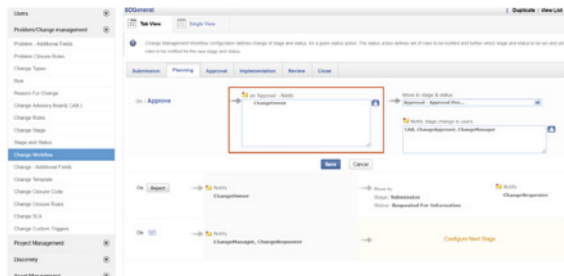 SDGeneral
Duplicate | View List
Users
Tab View
Single View
Problem/Change management
Problem - Additional Fields
Problem Closure Rules
Change Types
Risk
Reason For Change
Change Advisory Board( CAB )
Change Roles
Change Stage
Stage and Status
Change Workflow
Change - Additional Fields
Change Template
Change Closure Code
Change Closure Rules
Change SLA
Change Custom Triggers
Project Management
Discovery
Asset Management
Change Management Workflow configuration defines change of stage and status, for a given status action. The status action defines set of roles to be notified and further which stage and status to be set and set
roles to be notified for the new stage and status.
Submission
Planning
Approval
Implementation
Review
Close
On : Approve
on 'Approve' - Notify
ChangeOwner
Move to stage & status
Approval - Approval Pen...
Notify stage change to users
CAB, ChangeApprover, ChangeManager
Save
Cancel
On Reject
Notify
ChangeOwner
Move to:
Stage: Submission
Status: Requested For Information
Notify
ChangeRequester
On
Notify
ChangeManager, ChangeRequester
Configure Next Stage